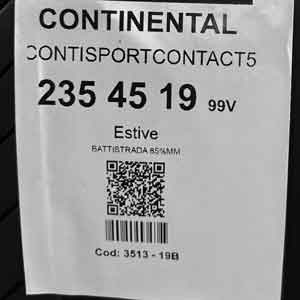 CONTINENTAL
CONTISPORTCONTACT5
235 45 19 99V
Estive
BATTISTRADA 85%MM
Cod: 3513 - 19B